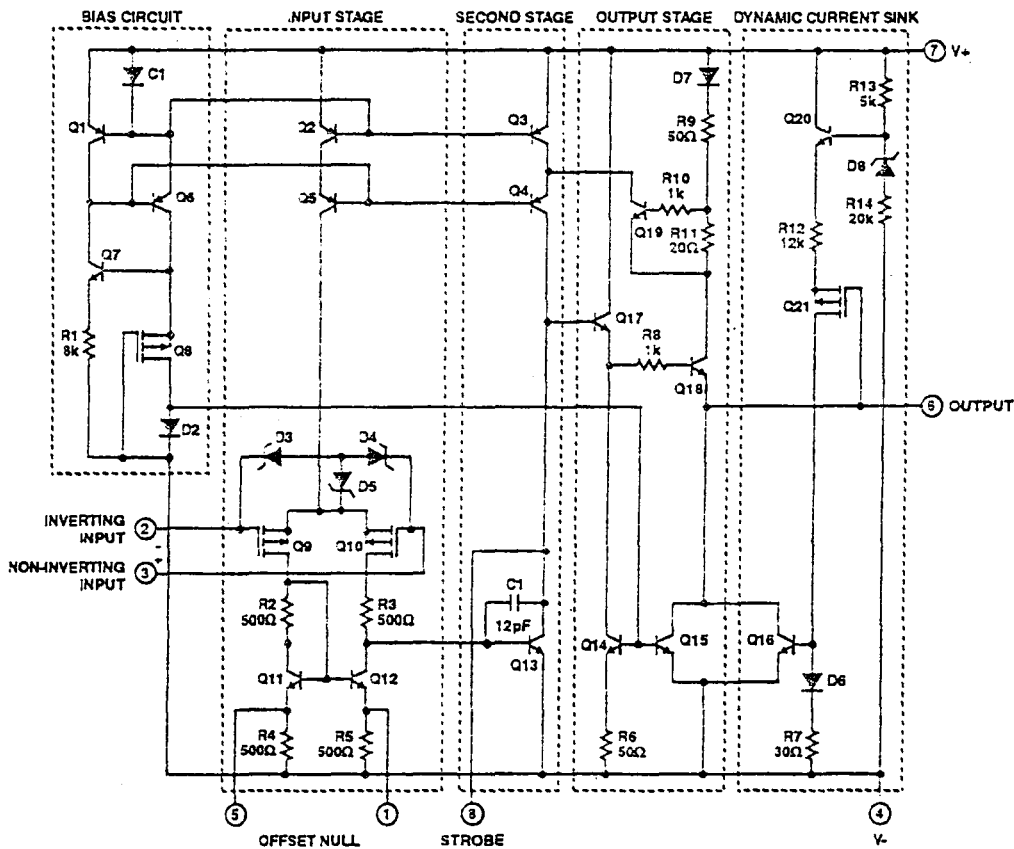 BIAS CIRCUIT
INPUT STAGE
SECOND STAGE
OUTPUT STAGE
DYNAMIC CURRENT SINK
7 V+
C1
D7
R13
5k
Q1
Q2
Q3
R9
50Ω
Q20
D8
R10
1k
Q6
Q5
Q4
R14
20k
Q19
R11
20Ω
R12
12k
Q7
Q21
Q17
R1
8k
Q8
R8
1k
Q18
6 OUTPUT
D2
D3
D4
D5
INVERTING
INPUT
2
-
Q9
Q10
+
NON-INVERTING
INPUT
3
R2
500Ω
R3
500Ω
C1
12pF
Q13
Q14
Q15
Q16
Q11
Q12
D6
R4
500Ω
R5
500Ω
R6
50Ω
R7
30Ω
5
1
8
4
OFFSET NULL
STROBE
V-